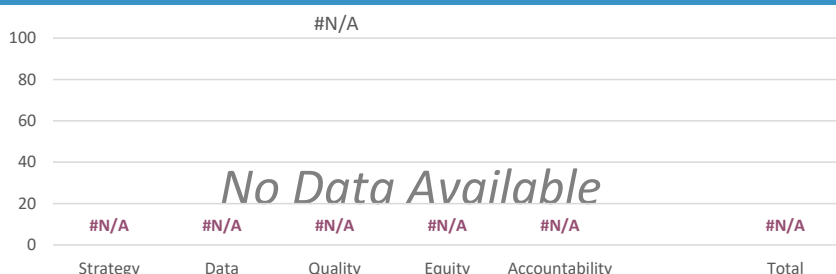 #N/A
100
80
60
40
No Data Available
20
#N/A #N/A #N/A #N/A #N/A #N/A
0
Strategy Data Quality Equity Accountability Total